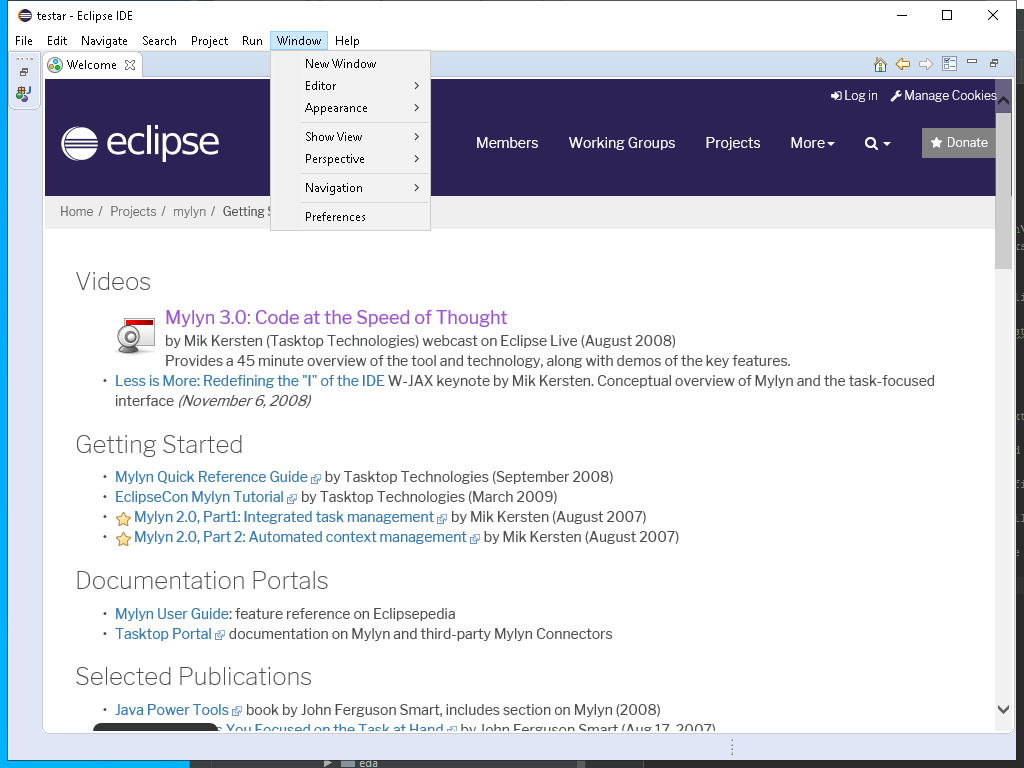 testar - Eclipse IDE
File Edit Navigate Search Project Run Window Help
Welcome
New Window
Editor
Appearance
Show View
Perspective
Navigation
Preferences
Log in Manage Cookies
eclipse
Members Working Groups Projects More Donate
Home / Projects / mylyn / Getting
Videos
Mylyn 3.0: Code at the Speed of Thought
by Mik Kersten (Tasktop Technologies) webcast on Eclipse Live (August 2008)
Provides a 45 minute overview of the tool and technology, along with demos of the key features.
• Less is More: Redefining the "I" of the IDE W-JAX keynote by Mik Kersten. Conceptual overview of Mylyn and the task-focused
interface (November 6, 2008)
Getting Started
• Mylyn Quick Reference Guide by Tasktop Technologies (September 2008)
• EclipseCon Mylyn Tutorial by Tasktop Technologies (March 2009)
• Mylyn 2.0, Part1: Integrated task management by Mik Kersten (August 2007)
• Mylyn 2.0, Part 2: Automated context management by Mik Kersten (August 2007)
Documentation Portals
• Mylyn User Guide: feature reference on Eclipsepedia
• Tasktop Portal documentation on Mylyn and third-party Mylyn Connectors
Selected Publications
• Java Power Tools book by John Ferguson Smart, includes section on Mylyn (2008)
You Focused on the Task at Hand by John Ferguson Smart (Aug 17, 2007)
eda